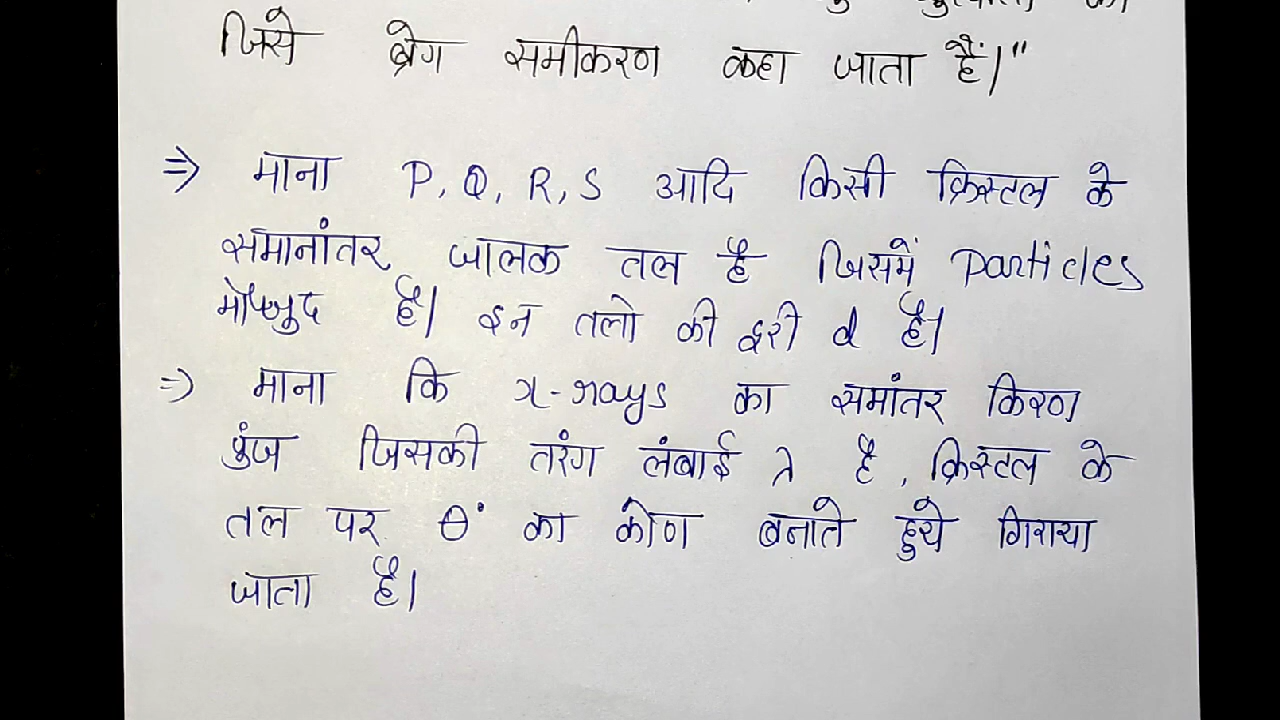 जिसे ब्रेग समीकरण कहा जाता हैं।"
⇒ माना P, Q, R, S आदि किसी क्रिस्टल के
समानांतर जालक तल है जिसमें Particles
मौजुद है। इन तलो की दूरी d है।
⇒ माना कि x-rays का समांतर किरण
पुंज जिसकी तरंग लंबाई λ है, क्रिस्टल के
तल पर θ° का कोण बनाते हुये गिराया
जाता है।